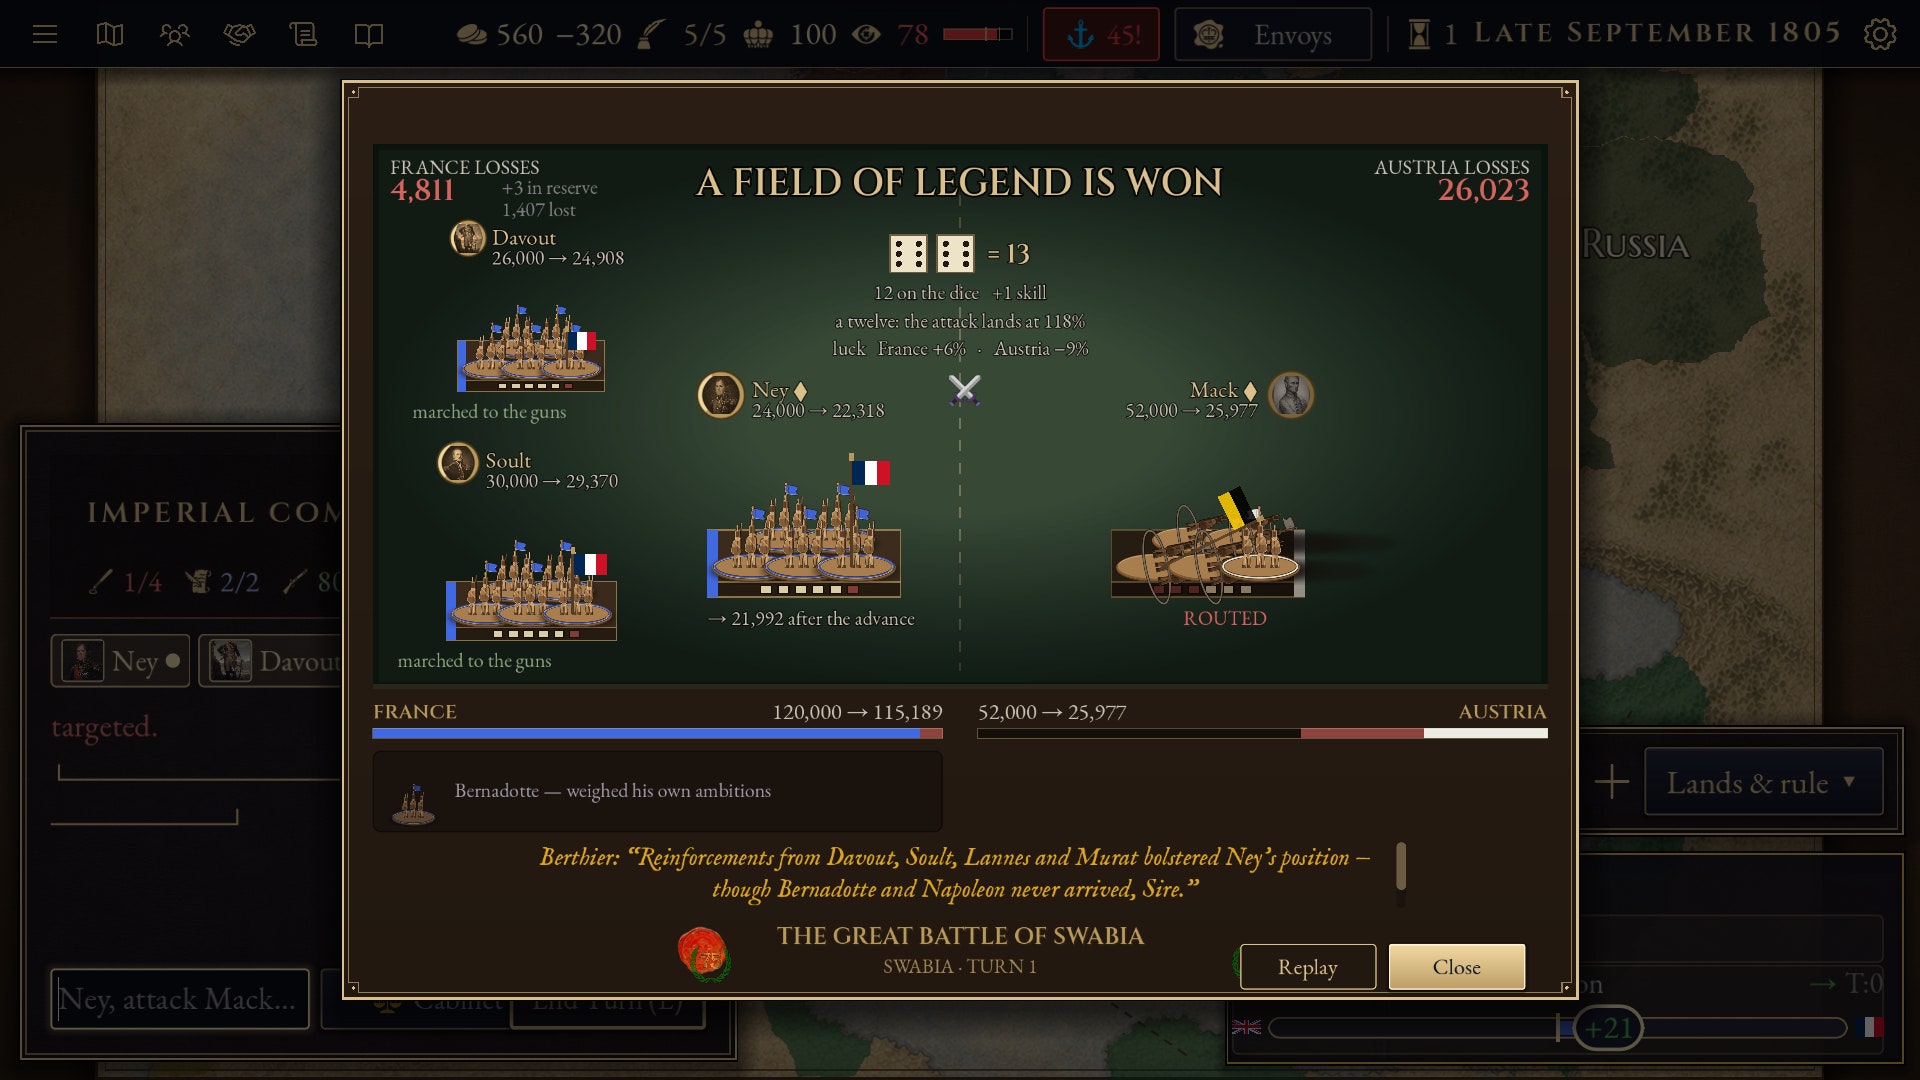 560 −320 5/5 100 78 45! Envoys 1 Late September 1805
FRANCE LOSSES
4,811
+3 in reserve
1,407 lost
A FIELD OF LEGEND IS WON
AUSTRIA LOSSES
26,023
Davout
26,000 → 24,908
marched to the guns
Soult
30,000 → 29,370
marched to the guns
= 13
12 on the dice +1 skill
a twelve: the attack lands at 118%
luck France +6% · Austria −9%
Ney
24,000 → 22,318
→ 21,992 after the advance
Mack
52,000 → 25,977
ROUTED
FRANCE 120,000 → 115,189
52,000 → 25,977 AUSTRIA
Bernadotte — weighed his own ambitions
Berthier: “Reinforcements from Davout, Soult, Lannes and Murat bolstered Ney’s position —
though Bernadotte and Napoleon never arrived, Sire.”
THE GREAT BATTLE OF SWABIA
SWABIA · TURN 1
Replay
Close
Russia
IMPERIAL COM
1/4 2/2 80
Ney Davout
targeted.
Ney, attack Mack...
Cabinet
End Turn (E)
Lands & rule
on → T:0
+21